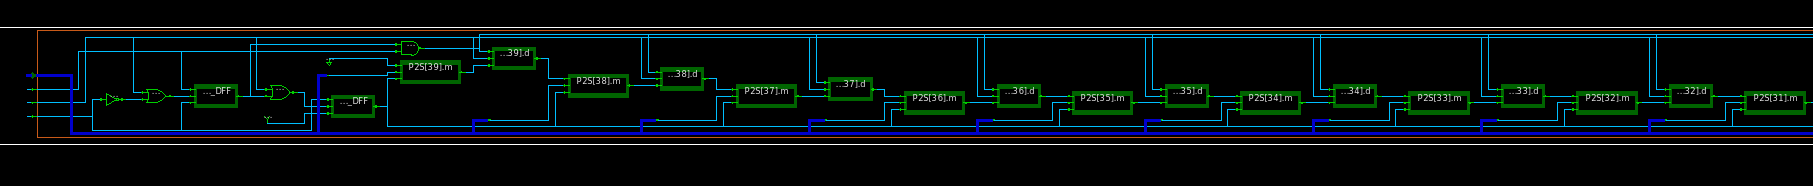 ..._DFF
..._DFF
P2S[39].m
...39].d
P2S[38].m
...38].d
P2S[37].m
...37].d
P2S[36].m
...36].d
P2S[35].m
...35].d
P2S[34].m
...34].d
P2S[33].m
...33].d
P2S[32].m
...32].d
P2S[31].m